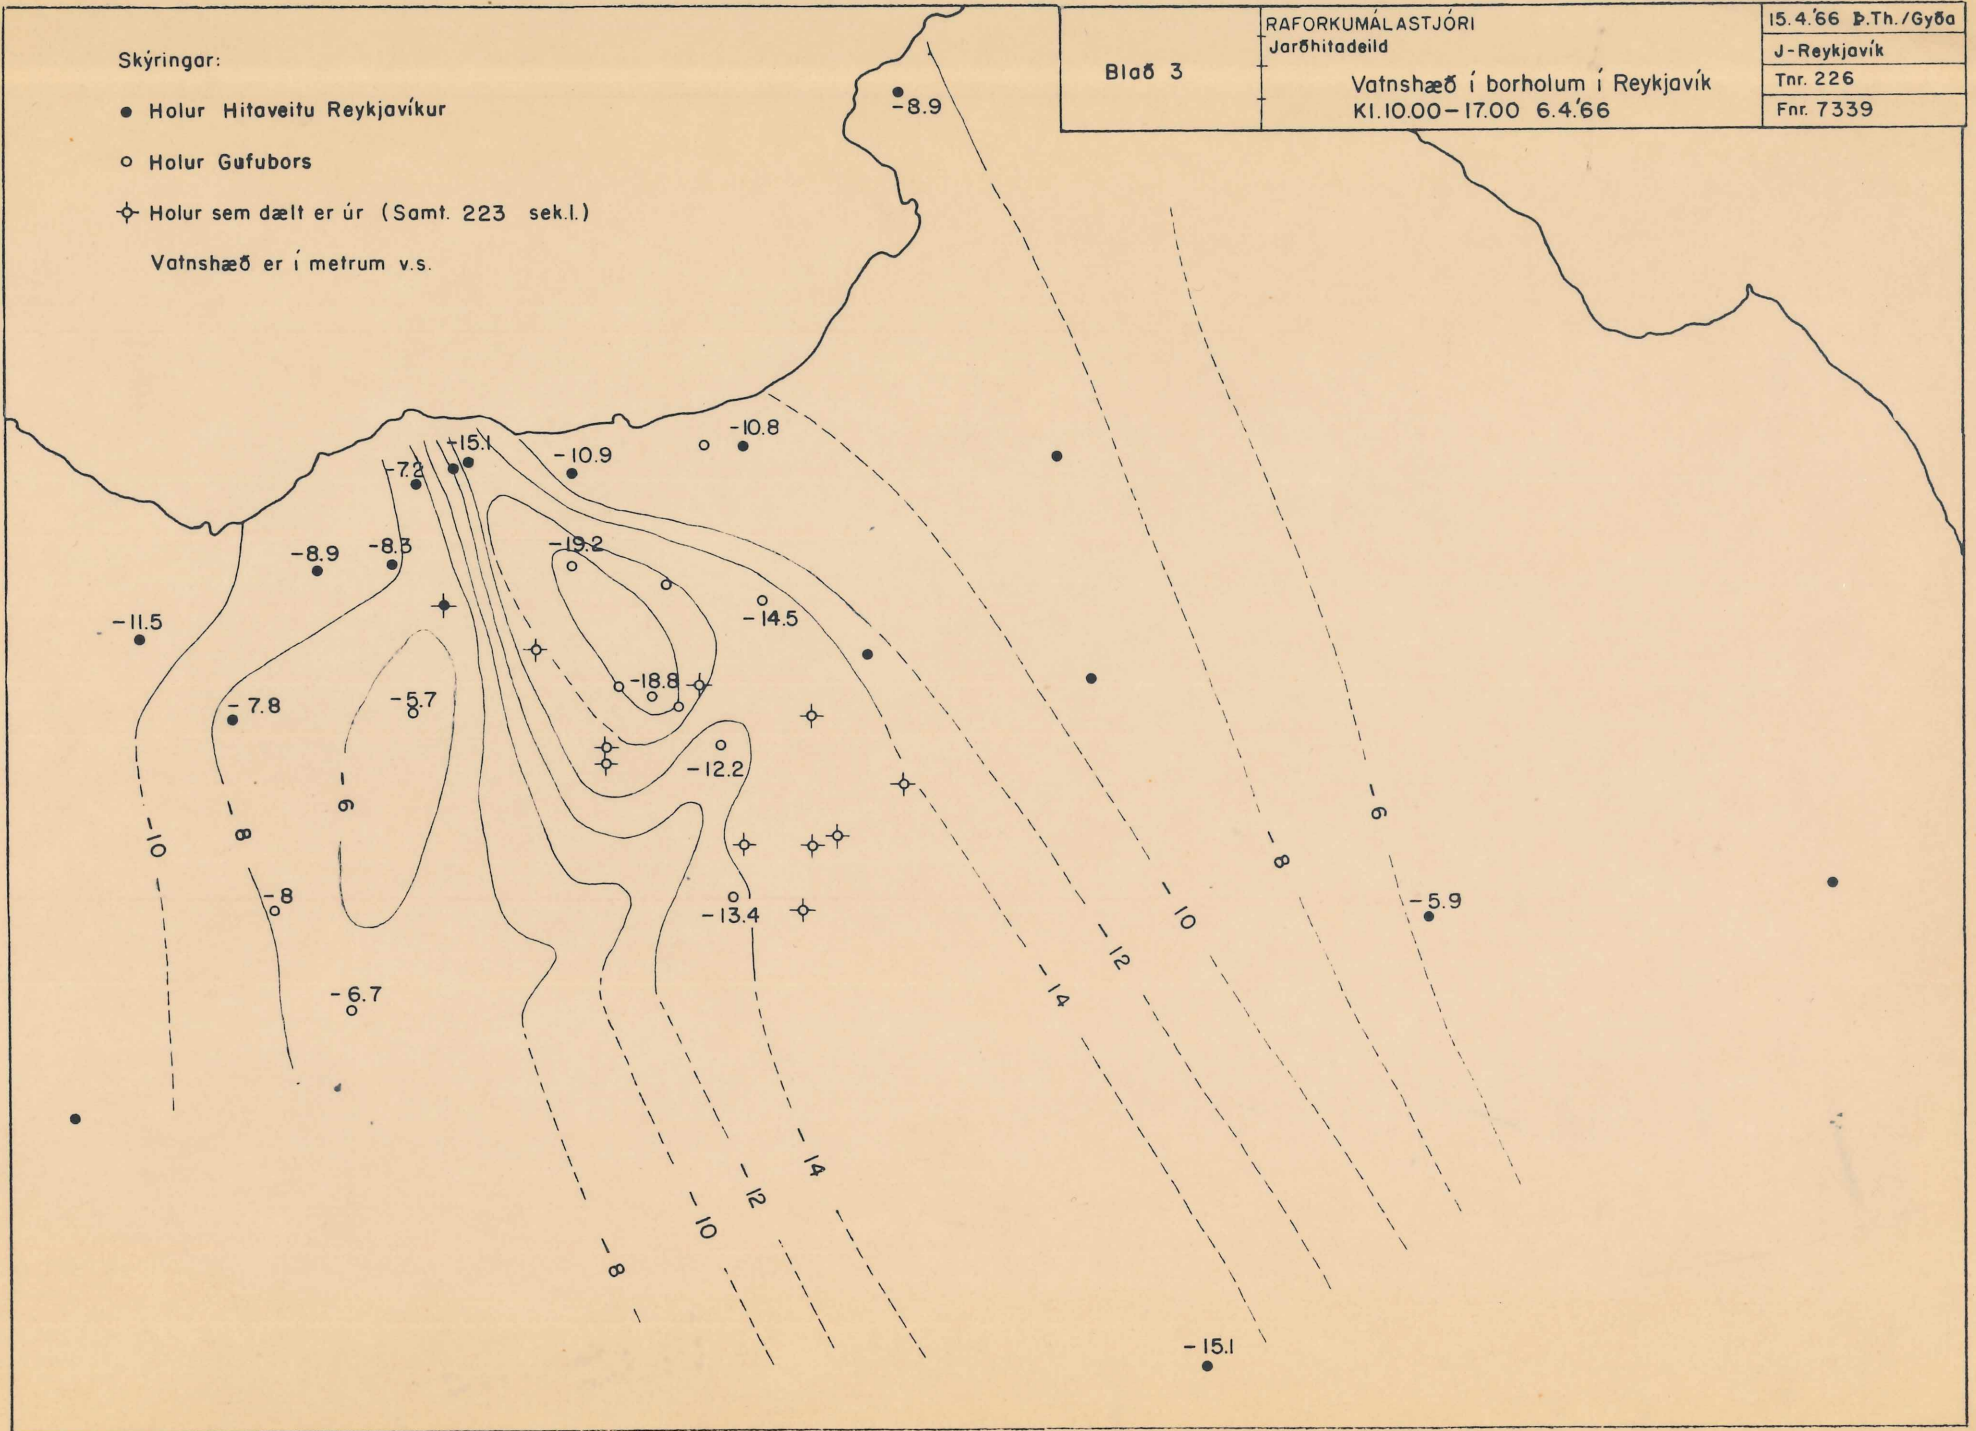 Skýringar:
Holur Hitaveitu Reykjavíkur
Holur Gufubors
Holur sem dælt er úr (Samt. 223 sek.l.)
Vatnshæð er í metrum v.s.
Blað 3
RAFORKUMÁLASTJÓRI
Jarðhitadeild
Vatnshæð í borholum í Reykjavík
Kl.10.00-17.00 6.4.'66
15.4.'66 Þ.Th./Gyða
J-Reykjavík
Tnr. 226
Fnr. 7339
-8.9
-10.8
-15.1
-10.9
-7.2
-19.2
-8.9
-8.3
-14.5
-11.5
-18.8
-5.7
-7.8
-12.2
-6
-6
-8
-10
-8
-8
-5.9
-13.4
-10
-12
-14
-6.7
-14
-12
-10
-8
-15.1